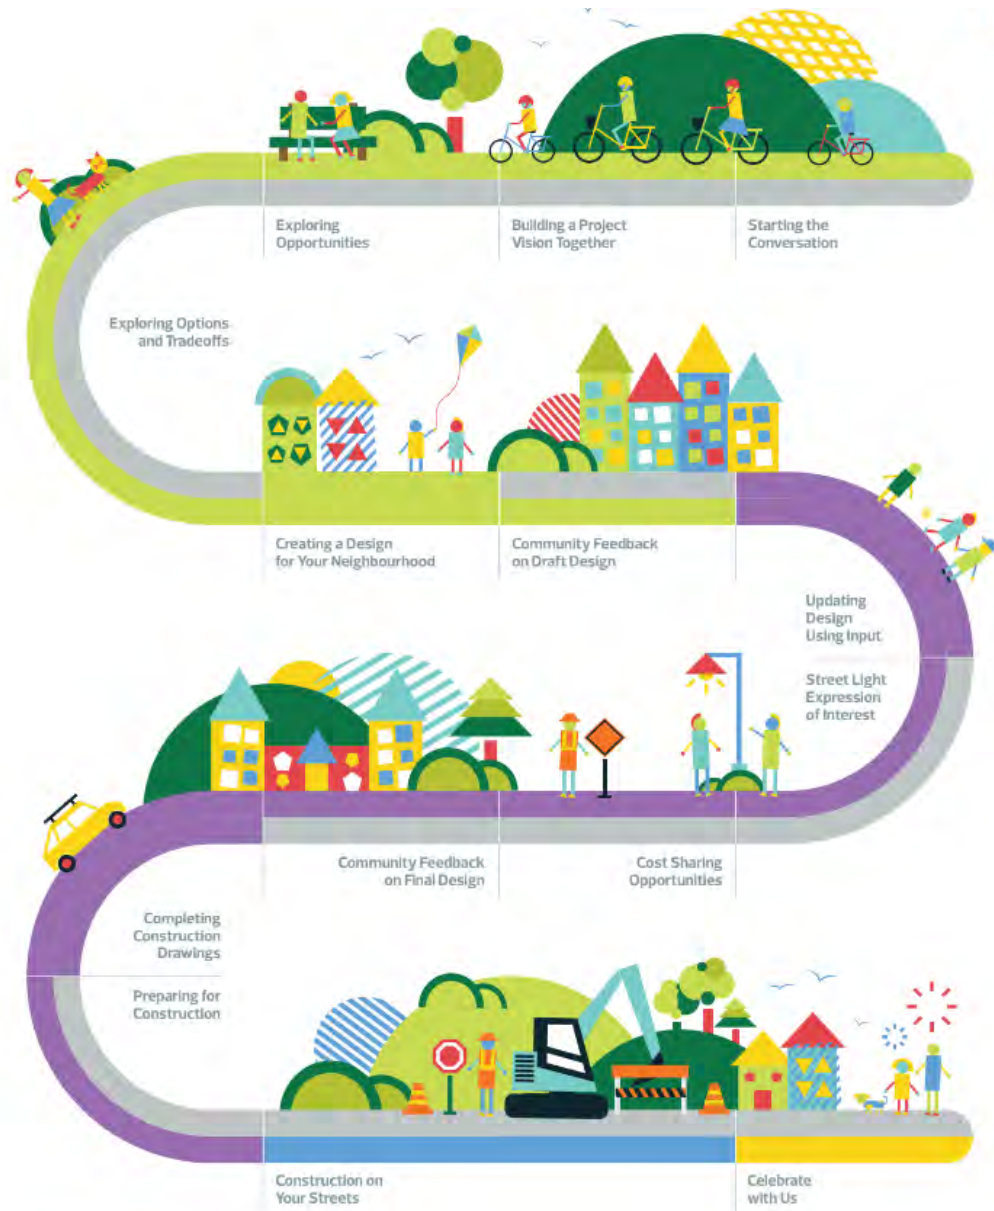 Exploring
Opportunities
Building a Project
Vision Together
Starting the
Conversation
Exploring Options
and Tradeoffs
Creating a Design
for Your Neighbourhood
Community Feedback
on Draft Design
Updating
Design
Using Input
Street Light
Expression
of Interest
Community Feedback
on Final Design
Cost Sharing
Opportunities
Completing
Construction
Drawings
Preparing for
Construction
Construction on
Your Streets
Celebrate
with Us